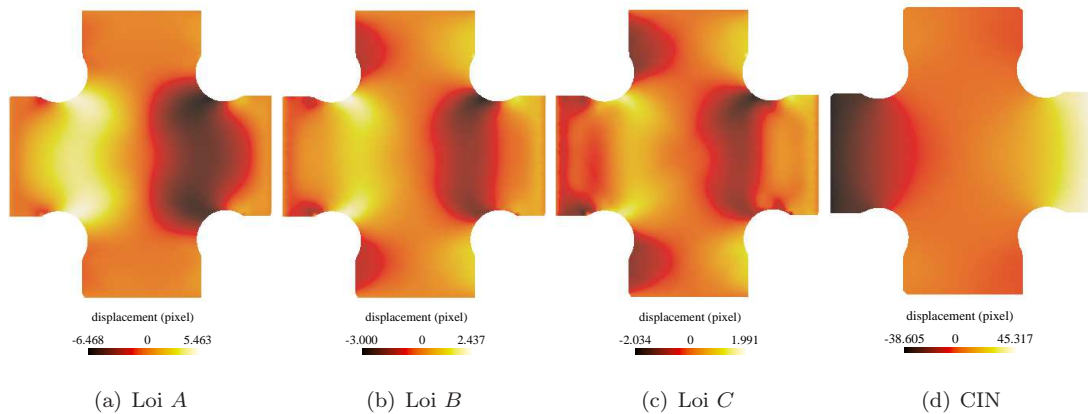 displacement (pixel) displacement (pixel) displacement (pixel) displacement (pixel)
-6.468 0 5.463 -3.000 0 2.437 -2.034 0 1.991 -38.605 0 45.317
(a) Loi A (b) Loi B (c) Loi C (d) CIN